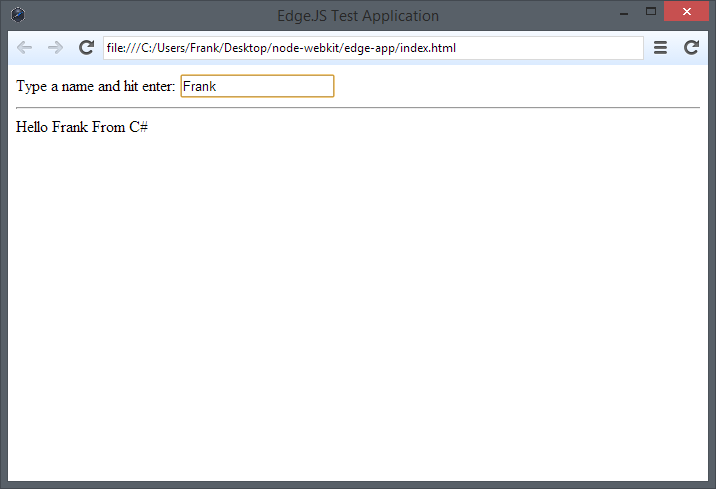 EdgeJS Test Application
file:///C:/Users/Frank/Desktop/node-webkit/edge-app/index.html
Type a name and hit enter: Frank
Hello Frank From C#